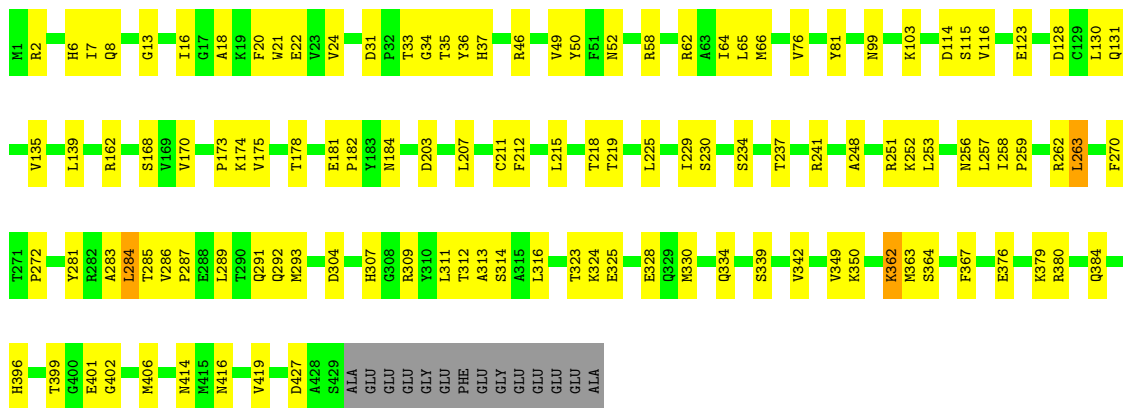 M1 R2 H6 I7 Q8 G13 I16 G17 A18 K19 F20 W21 E22 V23 V24 D31 P32 T33 G34 T35 Y36 H37 R46 V49 Y50 F51 N52 R58 R62 A63 I64 L65 M66 V76 Y81 N99 K103 D114 S115 V116 E123 D128 C129 L130 Q131
V135 L139 R162 S168 V169 V170 P173 K174 V175 T178 E181 P182 Y183 N184 D203 L207 C211 F212 L215 T218 T219 L225 I229 S230 S234 T237 R241 A248 R251 K252 L253 N256 L257 I258 P259 R262 L263 F270
T271 P272 Y281 R282 A283 L284 T285 V286 P287 E288 L289 T290 Q291 Q292 M293 D304 H307 G308 R309 Y310 L311 T312 A313 S314 A315 L316 T323 K324 E325 E328 Q329 M330 Q334 S339 V342 V349 K350 K362 M363 S364 F367 E376 K379 R380 Q384
H396 T399 G400 E401 G402 M406 N414 M415 N416 V419 D427 A428 S429 ALA GLU GLU GLU GLY GLU PHE GLU GLY GLU GLU GLU GLU ALA